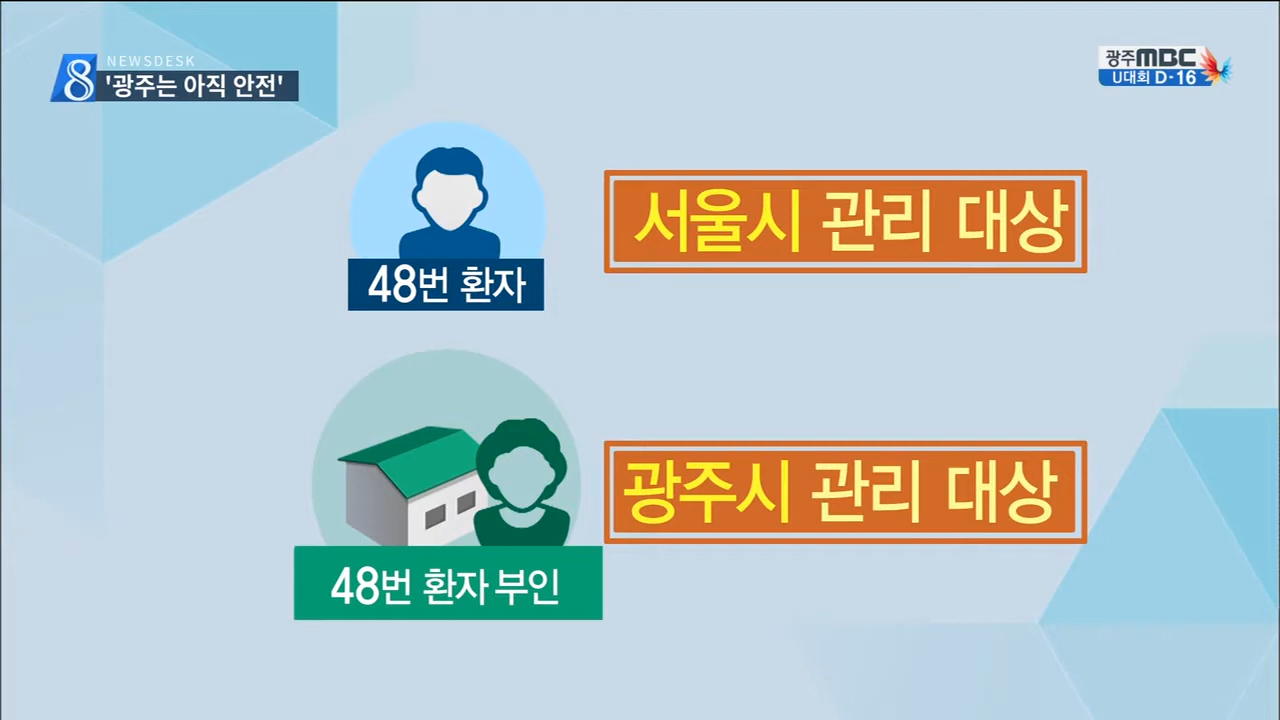 8 NEWSDESK
'광주는 아직 안전'
광주MBC
U대회 D-16
48번 환자
서울시 관리 대상
48번 환자 부인
광주시 관리 대상